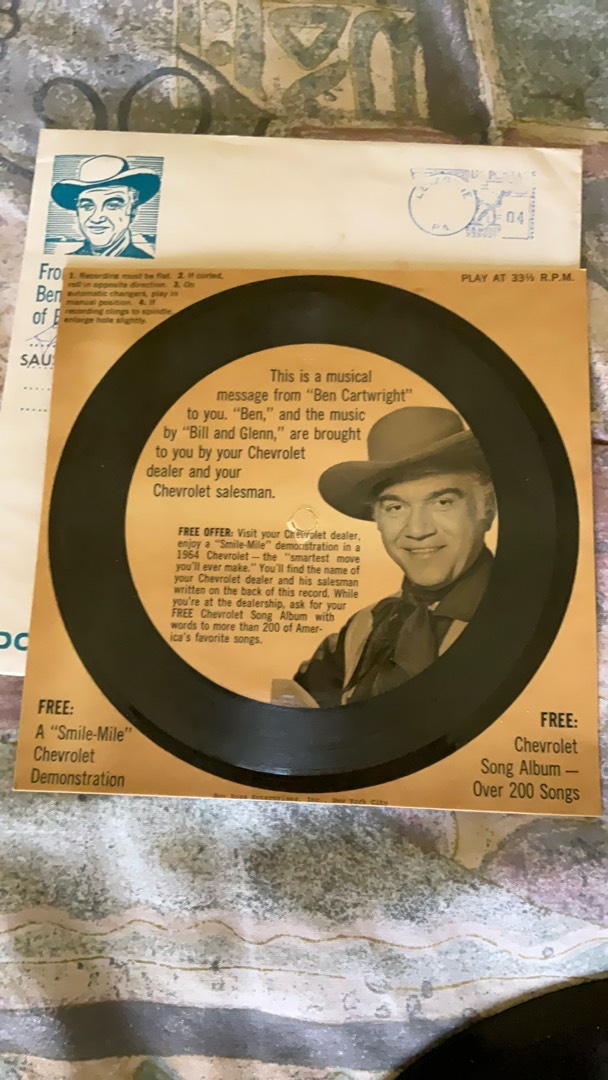 04
PA.
Fro
Ben
of
SAU
1. Recording must be flat. 2. If curled,
roll in opposite direction. 3. On
automatic changers, play in
manual position. 4. If
recording clings to spindle,
enlarge hole slightly.
PLAY AT 33⅓ R.P.M.
This is a musical
message from "Ben Cartwright"
to you. "Ben," and the music
by "Bill and Glenn," are brought
to you by your Chevrolet
dealer and your
Chevrolet salesman.
FREE OFFER: Visit your Chevrolet dealer,
enjoy a "Smile-Mile" demonstration in a
1964 Chevrolet — the "smartest move
you'll ever make." You'll find the name of
your Chevrolet dealer and his salesman
written on the back of this record. While
you're at the dealership, ask for your
FREE Chevrolet Song Album with
words to more than 200 of Amer-
ica's favorite songs.
FREE:
A "Smile-Mile"
Chevrolet
Demonstration
FREE:
Chevrolet
Song Album —
Over 200 Songs
Enterprises, Inc., New York City